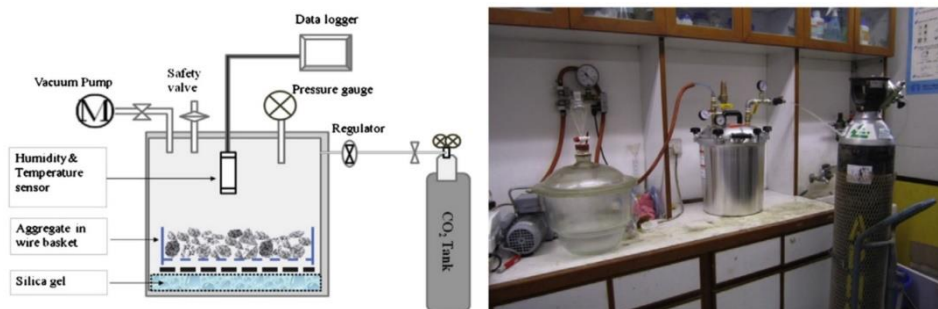 Data logger
Vacuum Pump
Safety
valve
Pressure gauge
M
Regulator
Humidity &
Temperature
sensor
Aggregate in
wire basket
Silica gel
CO₂ Tank